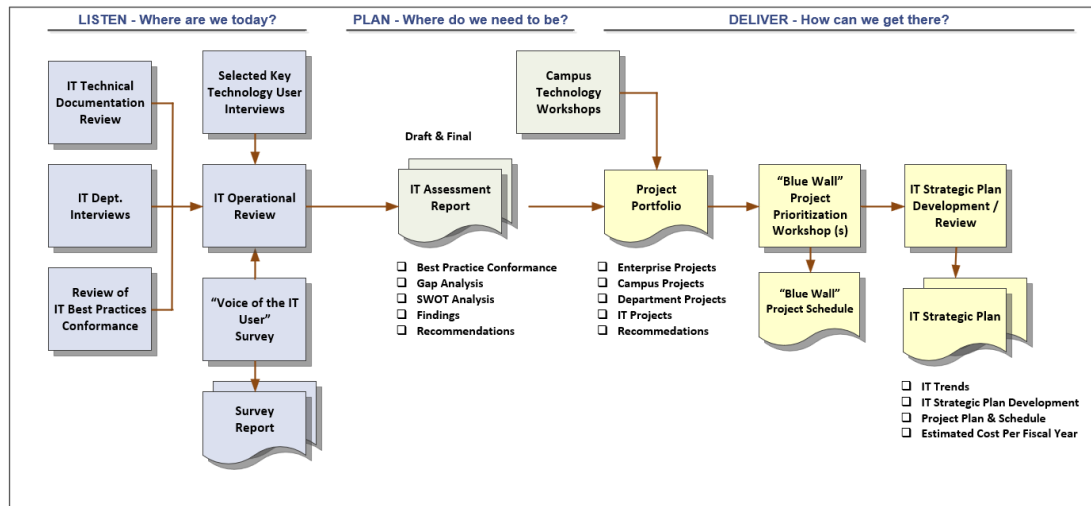 LISTEN - Where are we today?
PLAN - Where do we need to be?
DELIVER - How can we get there?
IT Technical
Documentation
Review
Selected Key
Technology User
Interviews
Campus
Technology
Workshops
Draft & Final
IT Dept.
Interviews
IT Operational
Review
IT Assessment
Report
Project
Portfolio
“Blue Wall”
Project
Prioritization
Workshop (s)
IT Strategic Plan
Development /
Review
Review of
IT Best Practices
Conformance
“Voice of the IT
User”
Survey
Best Practice Conformance
Gap Analysis
SWOT Analysis
Findings
Recommendations
Enterprise Projects
Campus Projects
Department Projects
IT Projects
Recommedations
“Blue Wall”
Project Schedule
IT Strategic Plan
Survey
Report
IT Trends
IT Strategic Plan Development
Project Plan & Schedule
Estimated Cost Per Fiscal Year